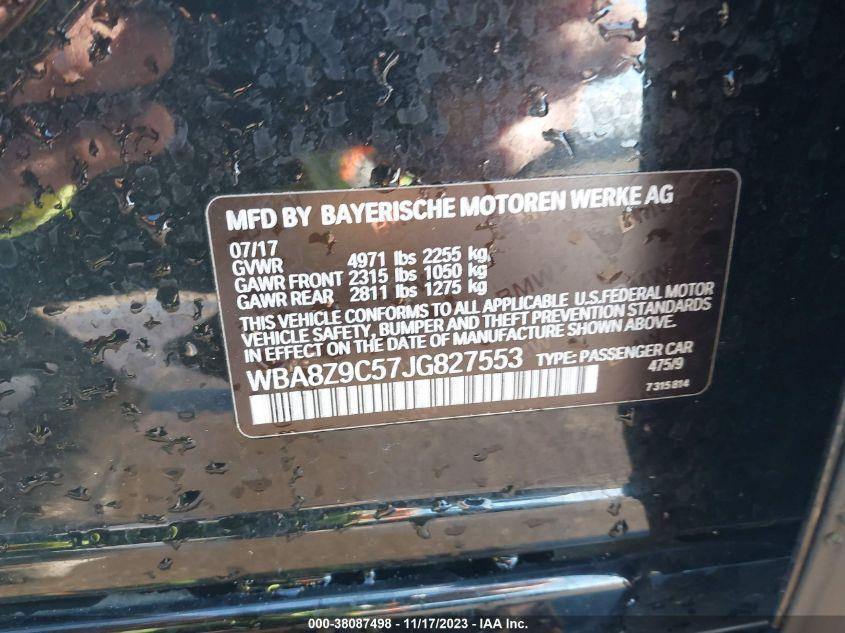 MFD BY BAYERISCHE MOTOREN WERKE AG
07/17
GVWR 4971 lbs 2255 kg
GAWR FRONT 2315 lbs 1050 kg
GAWR REAR 2811 lbs 1275 kg
THIS VEHICLE CONFORMS TO ALL APPLICABLE U.S.FEDERAL MOTOR
VEHICLE SAFETY, BUMPER AND THEFT PREVENTION STANDARDS
IN EFFECT ON THE DATE OF MANUFACTURE SHOWN ABOVE.
WBA8Z9C57JG827553 TYPE: PASSENGER CAR
475/9
7315814
000-38087498 - 11/17/2023 - IAA Inc.